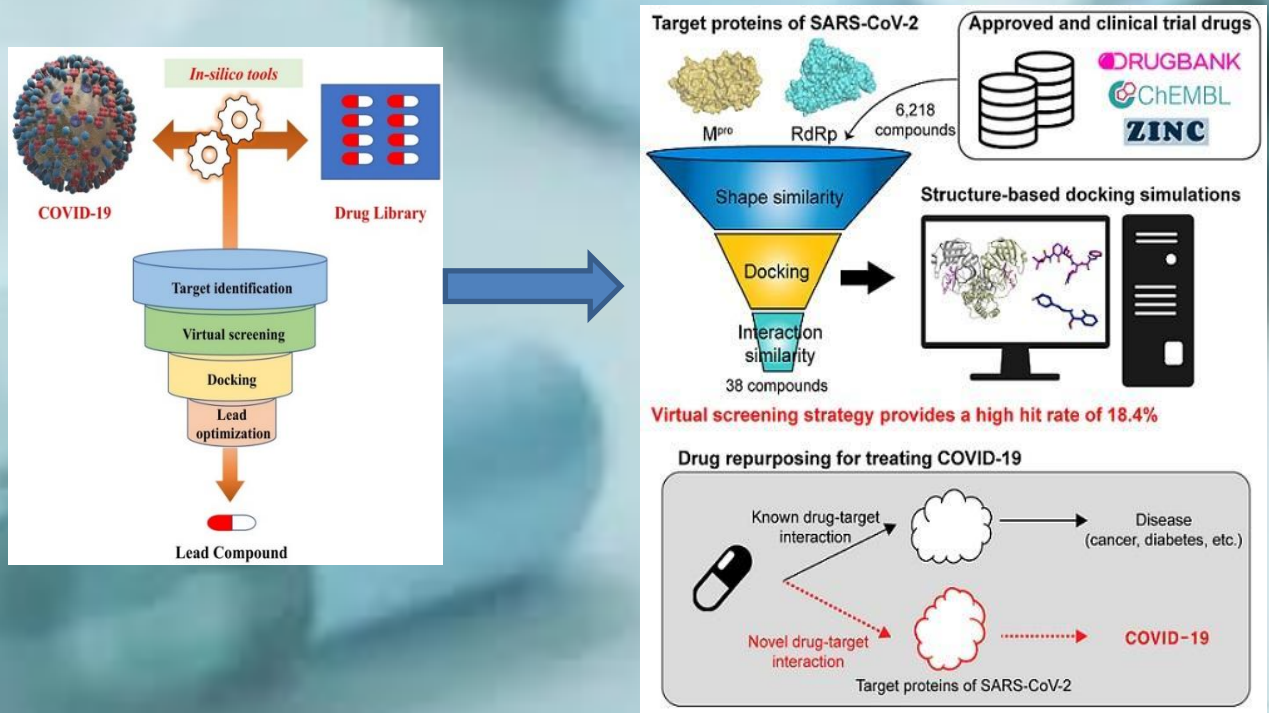 In-silico tools
COVID-19
Drug Library
Target identification
Virtual screening
Docking
Lead
optimization
Lead Compound
Target proteins of SARS-CoV-2
Mpro
RdRp
Approved and clinical trial drugs
DRUGBANK
ChEMBL
ZINC
6,218
compounds
Shape similarity
Docking
Interaction
similarity
38 compounds
Structure-based docking simulations
Virtual screening strategy provides a high hit rate of 18.4%
Drug repurposing for treating COVID-19
Known drug-target
interaction
Disease
(cancer, diabetes, etc.)
Novel drug-target
interaction
COVID-19
Target proteins of SARS-CoV-2